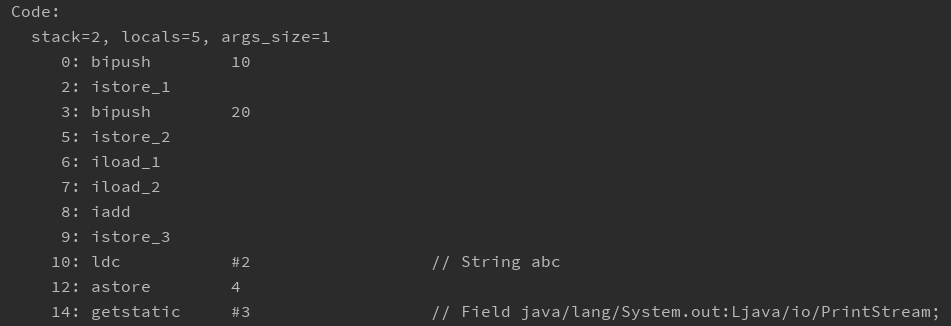 Code:
stack=2, locals=5, args_size=1
0: bipush 10
2: istore_1
3: bipush 20
5: istore_2
6: iload_1
7: iload_2
8: iadd
9: istore_3
10: ldc #2 // String abc
12: astore 4
14: getstatic #3 // Field java/lang/System.out:Ljava/io/PrintStream;